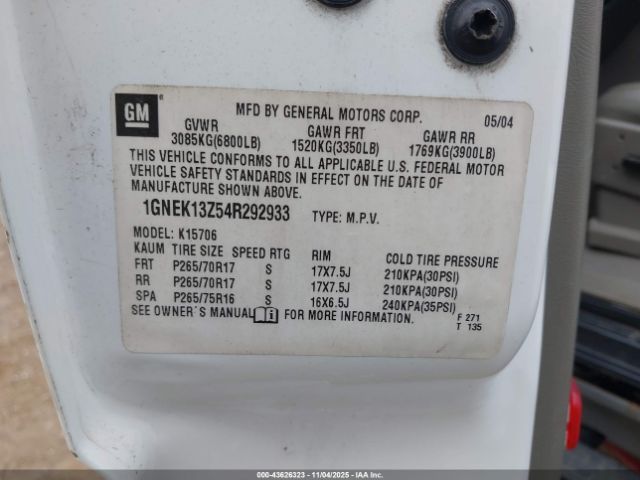 GM
MFD BY GENERAL MOTORS CORP. 05/04
GVWR GAWR FRT GAWR RR
3085KG(6800LB) 1520KG(3350LB) 1769KG(3900LB)
THIS VEHICLE CONFORMS TO ALL APPLICABLE U.S. FEDERAL MOTOR
VEHICLE SAFETY STANDARDS IN EFFECT ON THE DATE OF
MANUFACTURE SHOWN ABOVE.
1GNEK13Z54R292933 TYPE: M.P.V.
MODEL: K15706
KAUM TIRE SIZE SPEED RTG RIM COLD TIRE PRESSURE
FRT P265/70R17 S 17X7.5J 210KPA(30PSI)
RR P265/70R17 S 17X7.5J 210KPA(30PSI)
SPA P265/75R16 S 16X6.5J 240KPA(35PSI)
SEE OWNER'S MANUAL FOR MORE INFORMATION.
F 271
T 135
000-43626323 - 11/04/2025 - IAAI.COM